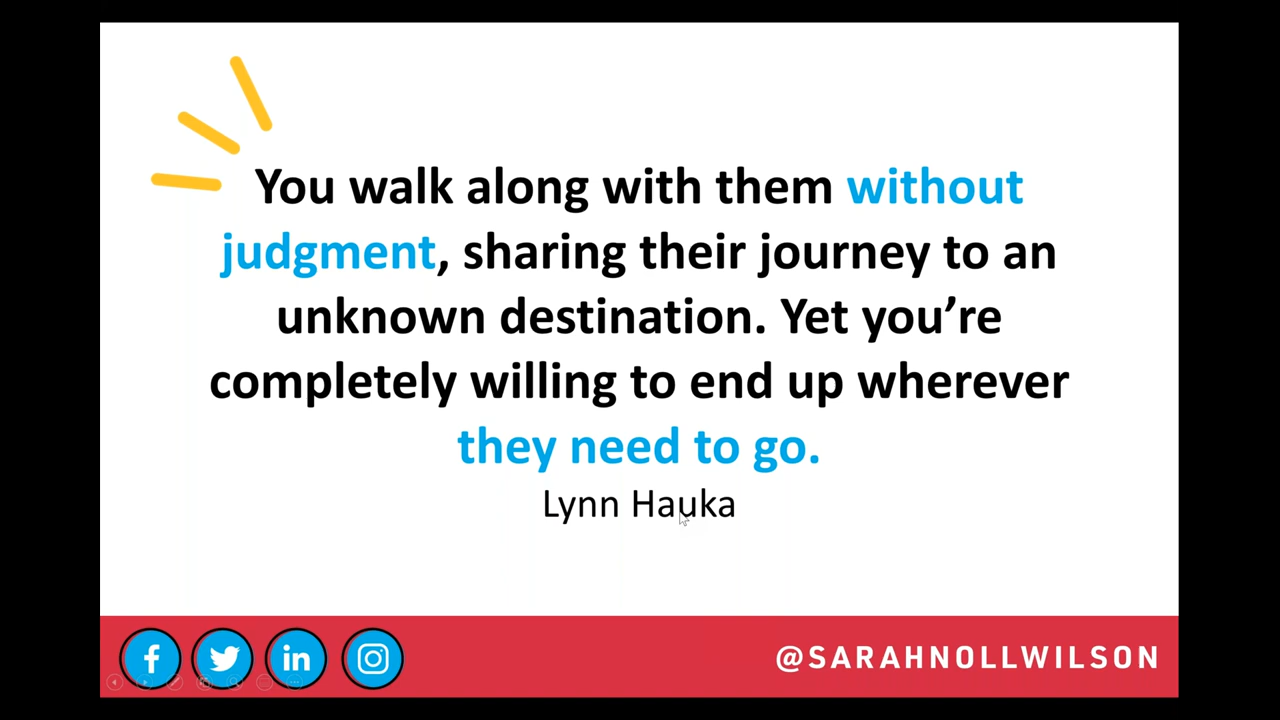 You walk along with them without
judgment, sharing their journey to an
unknown destination. Yet you’re
completely willing to end up wherever
they need to go.
Lynn Hauka
@SARAHNOLLWILSON